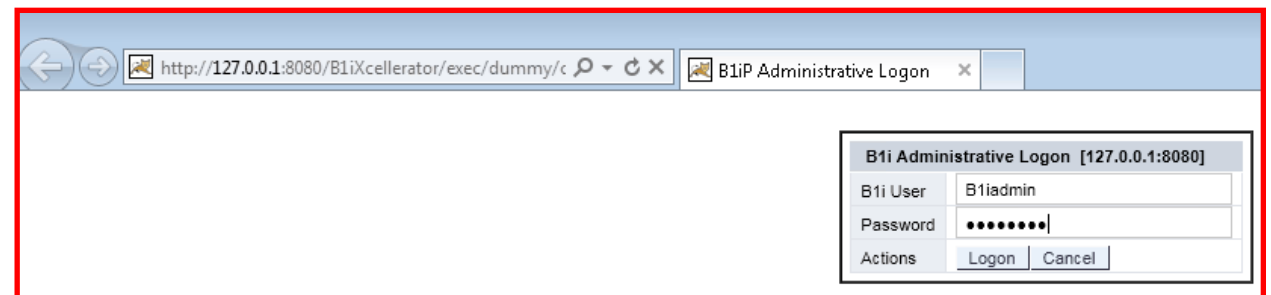 http://127.0.0.1:8080/B1iXcellerator/exec/dummy/c
B1iP Administrative Logon
B1i Administrative Logon [127.0.0.1:8080]
B1i User B1iadmin
Password ••••••••
Actions Logon Cancel